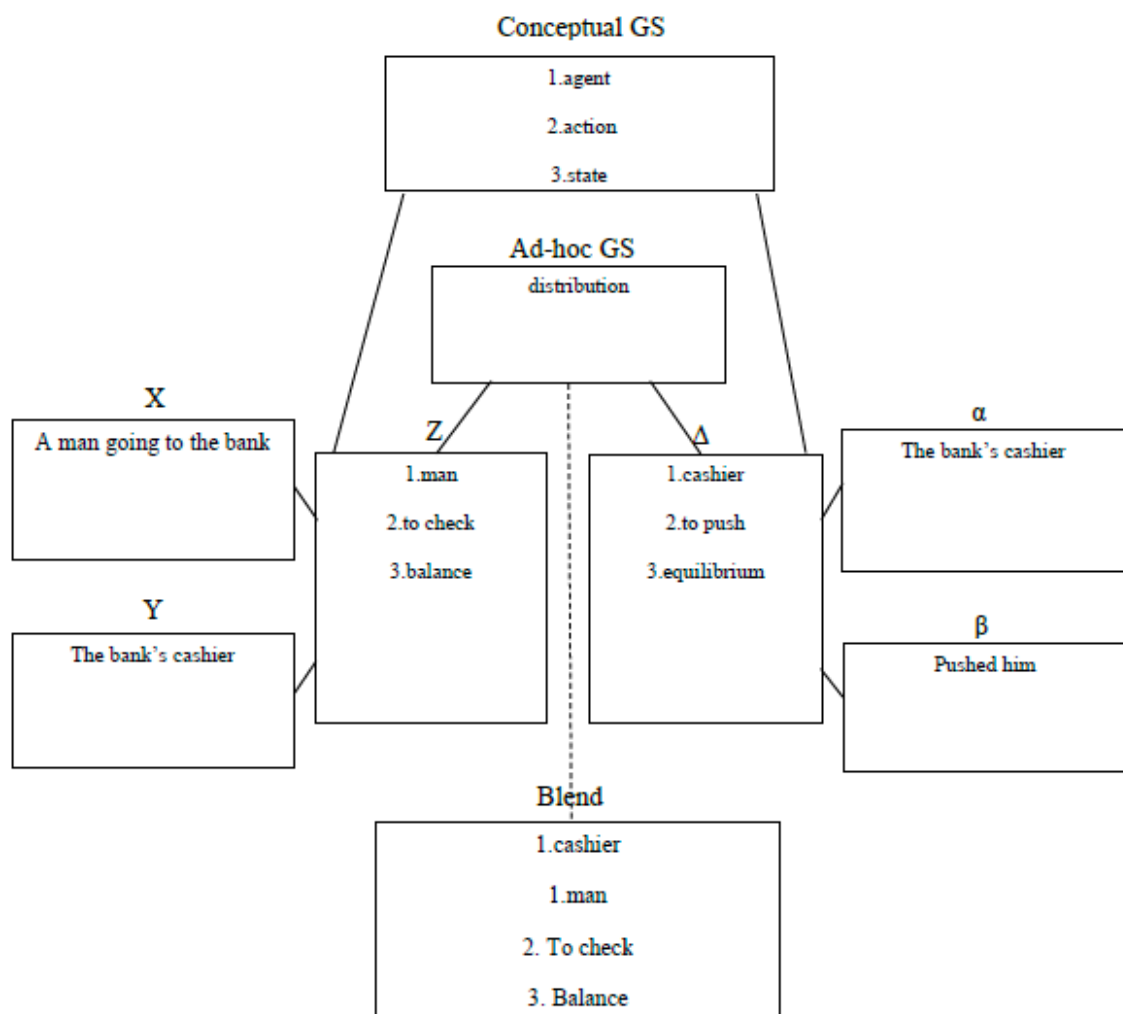 Conceptual GS
1.agent
2.action
3.state
Ad-hoc GS
distribution
X
A man going to the bank
Y
The bank's cashier
Z
1.man
2.to check
3.balance
Δ
1.cashier
2.to push
3.equilibrium
α
The bank's cashier
β
Pushed him
Blend
1.cashier
1.man
2. To check
3. Balance